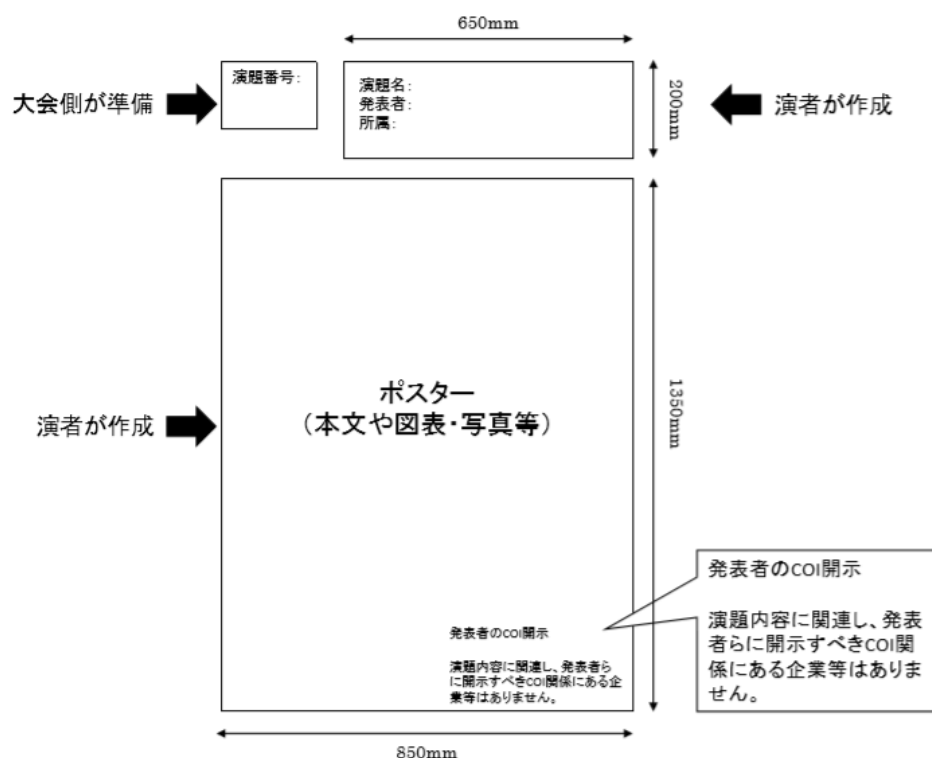 650mm
演題番号:
演題名:
発表者:
所属:
大会側が準備
200mm
演者が作成
ポスター
(本文や図表・写真等)
演者が作成
1350mm
発表者のCOI開示
演題内容に関連し、発表者ら
に開示すべきCOI関係にある企
業等はありません。
発表者のCOI開示
演題内容に関連し、発表
者らに開示すべきCOI関
係にある企業等はありま
せん。
850mm